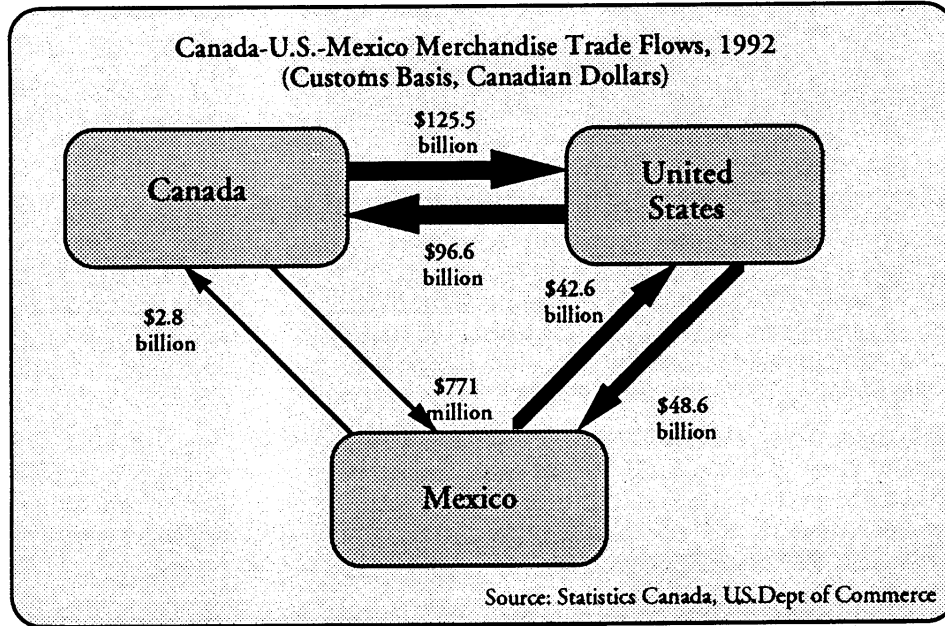 Canada-U.S.-Mexico Merchandise Trade Flows, 1992
(Customs Basis, Canadian Dollars)
$125.5
billion
Canada
United
States
$96.6
billion
$2.8
billion
$42.6
billion
$771
million
$48.6
billion
Mexico
Source: Statistics Canada, U.S.Dept of Commerce